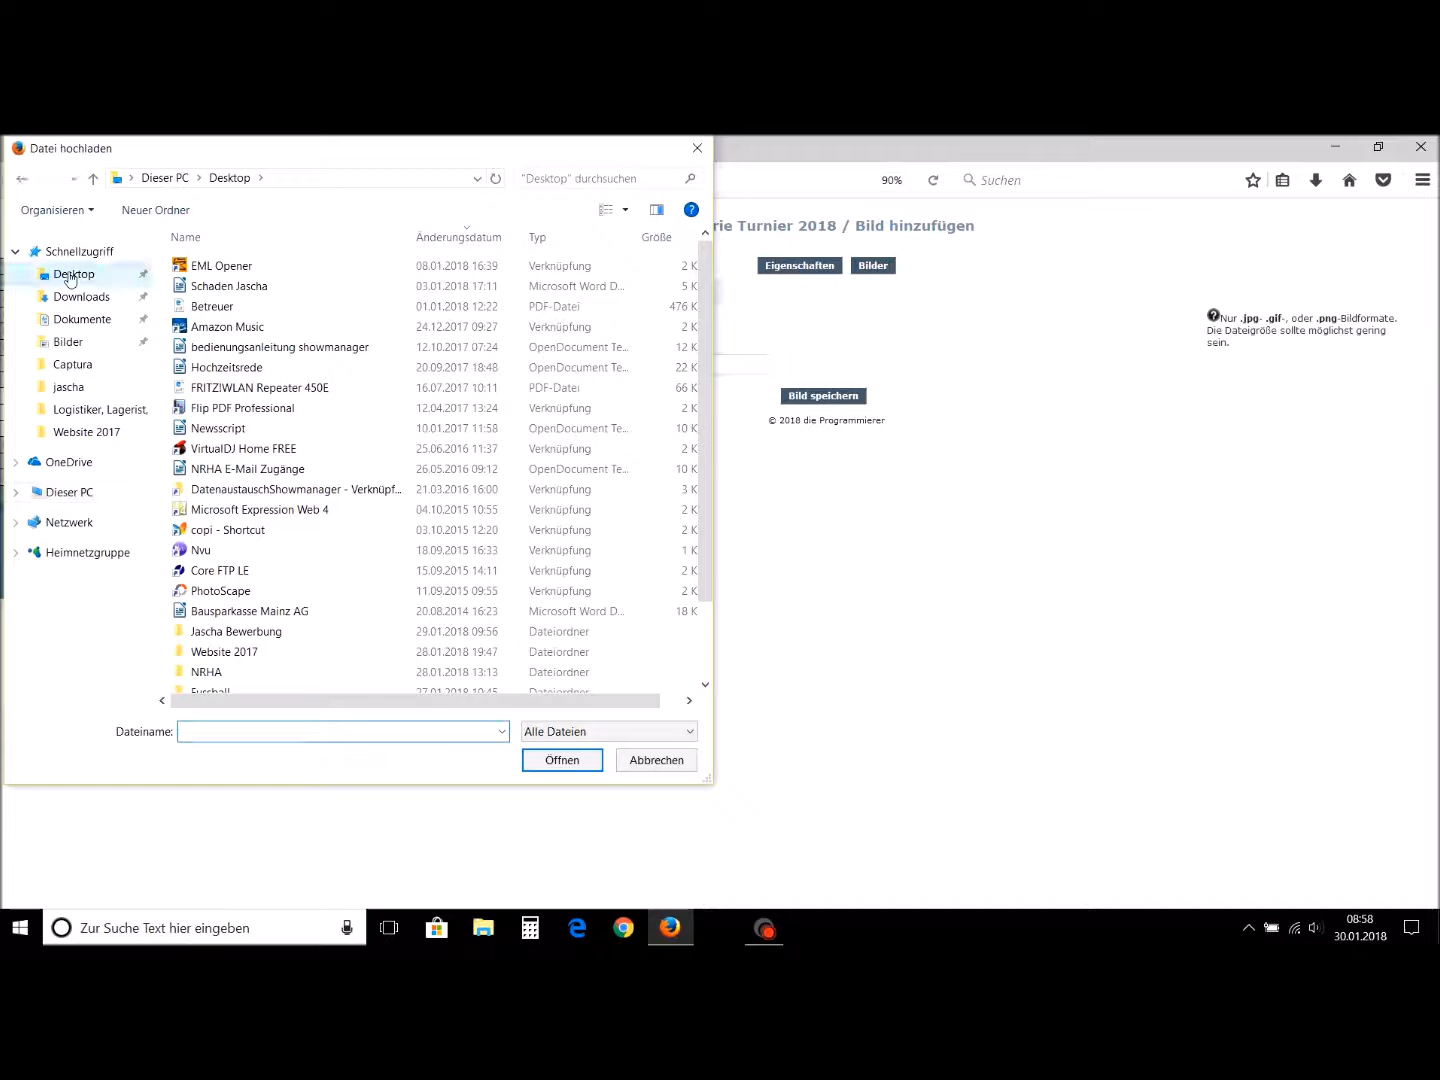 Datei hochladen
Dieser PC > Desktop >
"Desktop" durchsuchen
90%
Suchen
Organisieren
Neuer Ordner
rie Turnier 2018 / Bild hinzufügen
Name Änderungsdatum Typ Größe
Schnellzugriff
Desktop
Downloads
Dokumente
Bilder
Captura
jascha
Logistiker, Lagerist,
Website 2017
OneDrive
Dieser PC
Netzwerk
Heimnetzgruppe
EML Opener 08.01.2018 16:39 Verknüpfung 2 K
Schaden Jascha 03.01.2018 17:11 Microsoft Word D... 5 K
Betreuer 01.01.2018 12:22 PDF-Datei 476 K
Amazon Music 24.12.2017 09:27 Verknüpfung 2 K
bedienungsanleitung showmanager 12.10.2017 07:24 OpenDocument Te... 12 K
Hochzeitsrede 20.09.2017 18:48 OpenDocument Te... 22 K
FRITZ!WLAN Repeater 450E 16.07.2017 10:11 PDF-Datei 66 K
Flip PDF Professional 12.04.2017 13:24 Verknüpfung 2 K
Newsscript 10.01.2017 11:58 OpenDocument Te... 10 K
VirtualDJ Home FREE 25.06.2016 11:37 Verknüpfung 2 K
NRHA E-Mail Zugänge 26.05.2016 09:12 OpenDocument Te... 10 K
DatenaustauschShowmanager - Verknüpf... 21.03.2016 16:00 Verknüpfung 3 K
Microsoft Expression Web 4 04.10.2015 10:55 Verknüpfung 2 K
copi - Shortcut 03.10.2015 12:20 Verknüpfung 2 K
Nvu 18.09.2015 16:33 Verknüpfung 1 K
Core FTP LE 15.09.2015 14:11 Verknüpfung 2 K
PhotoScape 11.09.2015 09:55 Verknüpfung 2 K
Bausparkasse Mainz AG 20.08.2014 16:23 Microsoft Word D... 18 K
Jascha Bewerbung 29.01.2018 09:56 Dateiordner
Website 2017 28.01.2018 19:47 Dateiordner
NRHA 28.01.2018 13:13 Dateiordner
Fussball 27.01.2018 10:45 Dateiordner
Dateiname:
Alle Dateien
Öffnen
Abbrechen
Eigenschaften
Bilder
Nur .jpg- .gif-, oder .png-Bildformate.
Die Dateigröße sollte möglichst gering
sein.
Bild speichern
© 2018 die Programmierer
Zur Suche Text hier eingeben
08:58
30.01.2018